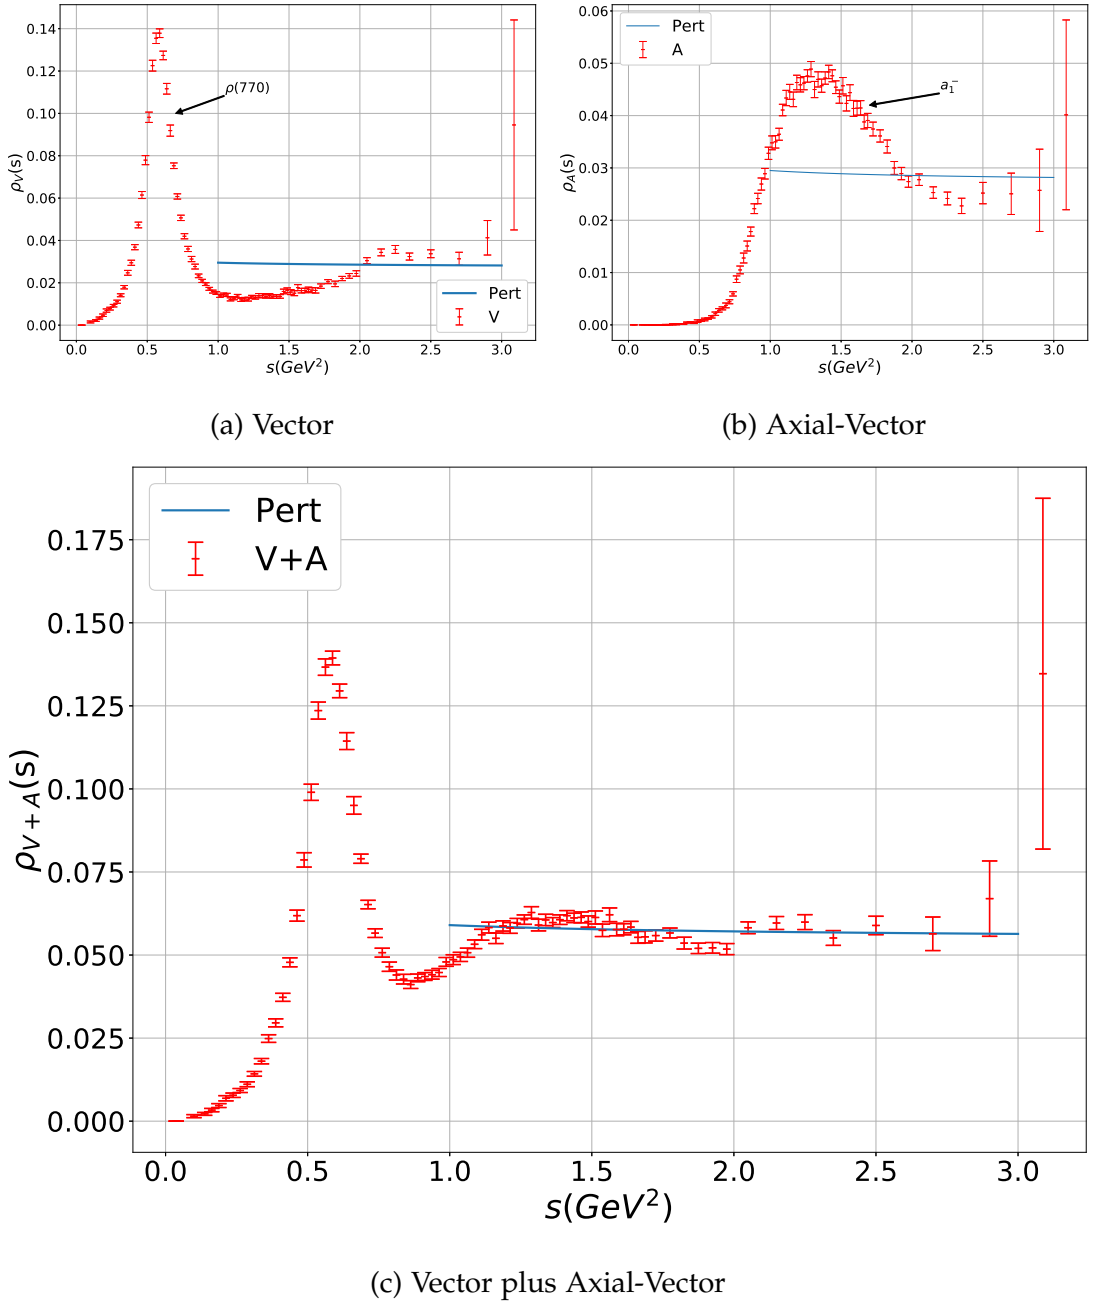 0.14
0.12
0.10
0.08
0.06
0.04
0.02
0.00
ρV(s)
ρ(770)
Pert
V
0.0 0.5 1.0 1.5 2.0 2.5 3.0
s(GeV²)
(a) Vector
0.06
0.05
0.04
0.03
0.02
0.01
0.00
ρA(s)
Pert
A
a₁⁻
0.0 0.5 1.0 1.5 2.0 2.5 3.0
s(GeV²)
(b) Axial-Vector
0.175
0.150
0.125
0.100
0.075
0.050
0.025
0.000
ρV + A(s)
Pert
V+A
0.0 0.5 1.0 1.5 2.0 2.5 3.0
s(GeV²)
(c) Vector plus Axial-Vector